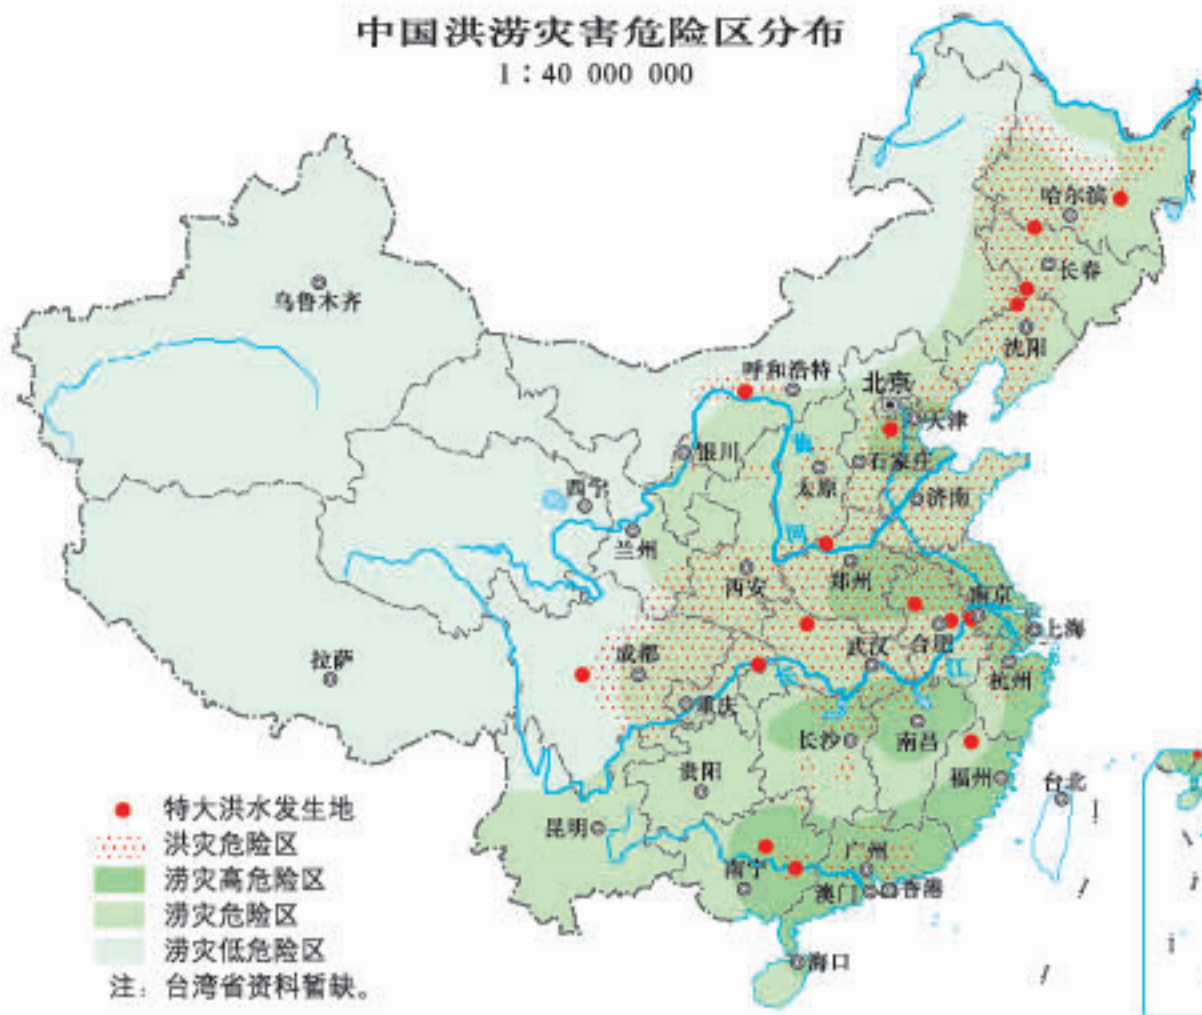 中国洪涝灾害危险区分布
1∶40 000 000
哈尔滨
长春
乌鲁木齐
沈阳
呼和浩特
北京
天津
银川
石家庄
太原
西宁
济南
黄
河
兰州
西安
郑州
南京
上海
合肥
武汉
成都
拉萨
长
江
杭州
重庆
长沙
南昌
贵阳
福州
台北
昆明
广州
南宁
澳门
香港
海口
特大洪水发生地
洪灾危险区
涝灾高危险区
涝灾危险区
涝灾低危险区
注：台湾省资料暂缺。